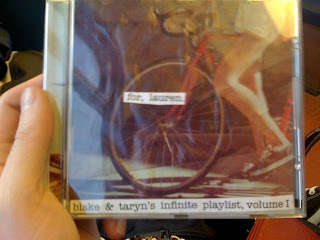 for, lauren.
blake & taryn's infinite playlist, volume I